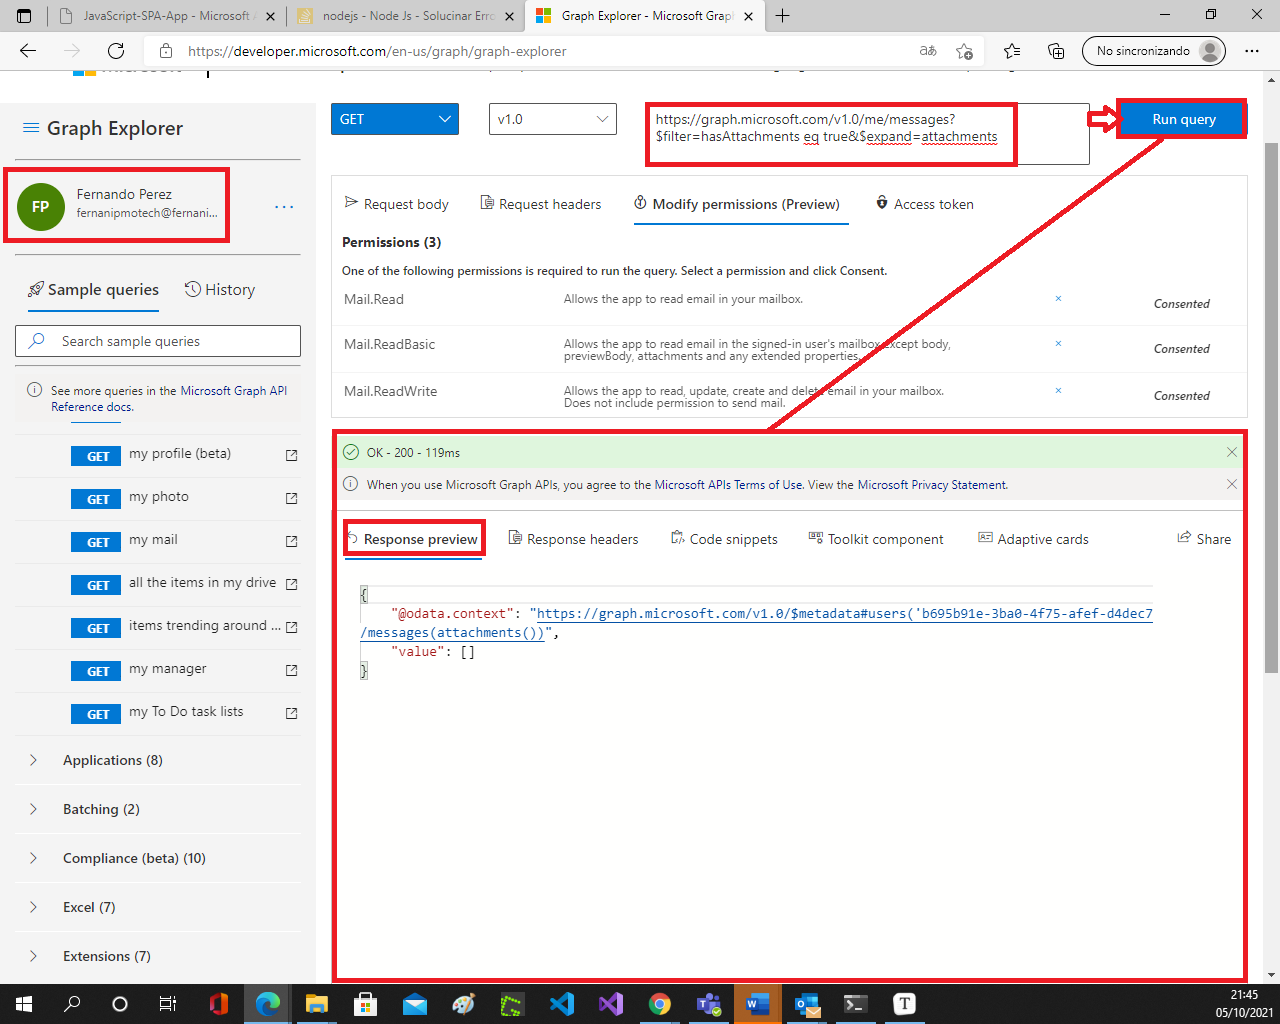 JavaScript-SPA-App - Microsoft A
nodejs - Node Js - Solucinar Erro
Graph Explorer - Microsoft Grap
https://developer.microsoft.com/en-us/graph/graph-explorer
aあ
No sincronizando
Graph Explorer
GET
v1.0
https://graph.microsoft.com/v1.0/me/messages?
$filter=hasAttachments eq true&$expand=attachments
Run query
FP
Fernando Perez
fernanipmotech@fernani...
Request body
Request headers
Modify permissions (Preview)
Access token
Permissions (3)
One of the following permissions is required to run the query. Select a permission and click Consent.
Mail.Read
Allows the app to read email in your mailbox.
Consented
Mail.ReadBasic
Allows the app to read email in the signed-in user's mailbox except body,
previewBody, attachments and any extended properties.
Consented
Mail.ReadWrite
Allows the app to read, update, create and delete email in your mailbox.
Does not include permission to send mail.
Consented
Sample queries
History
Search sample queries
See more queries in the Microsoft Graph API
Reference docs.
GET my profile (beta)
GET my photo
GET my mail
GET all the items in my drive
GET items trending around ...
GET my manager
GET my To Do task lists
Applications (8)
Batching (2)
Compliance (beta) (10)
Excel (7)
Extensions (7)
OK - 200 - 119ms
When you use Microsoft Graph APIs, you agree to the Microsoft APIs Terms of Use. View the Microsoft Privacy Statement.
Response preview
Response headers
Code snippets
Toolkit component
Adaptive cards
Share
{
"@odata.context": "https://graph.microsoft.com/v1.0/$metadata#users('b695b91e-3ba0-4f75-afef-d4dec7
/messages(attachments())",
"value": []
}
21:45
05/10/2021